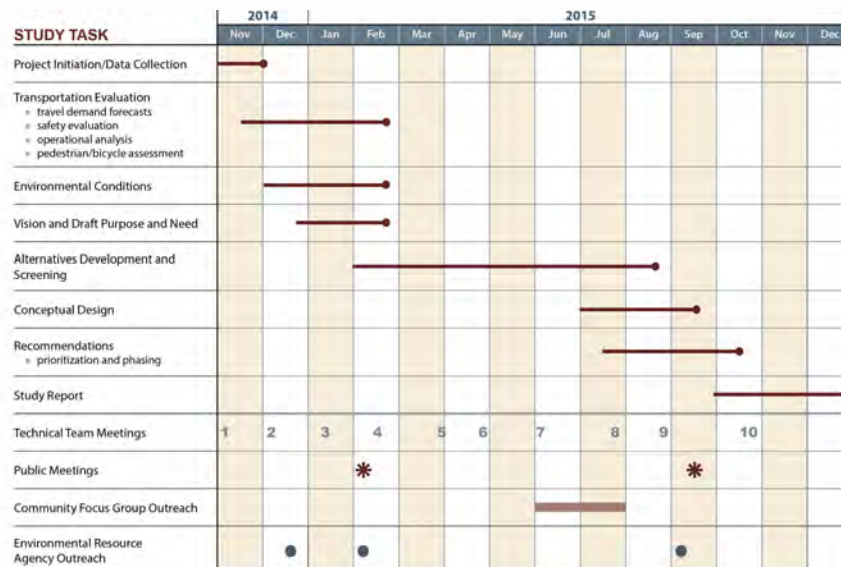 2014 2015
STUDY TASK Nov Dec Jan Feb Mar Apr May Jun Jul Aug Sep Oct Nov Dec
Project Initiation/Data Collection
Transportation Evaluation
travel demand forecasts
safety evaluation
operational analysis
pedestrian/bicycle assessment
Environmental Conditions
Vision and Draft Purpose and Need
Alternatives Development and
Screening
Conceptual Design
Recommendations
prioritization and phasing
Study Report
Technical Team Meetings 1 2 3 4 5 6 7 8 9 10
Public Meetings
Community Focus Group Outreach
Environmental Resource
Agency Outreach